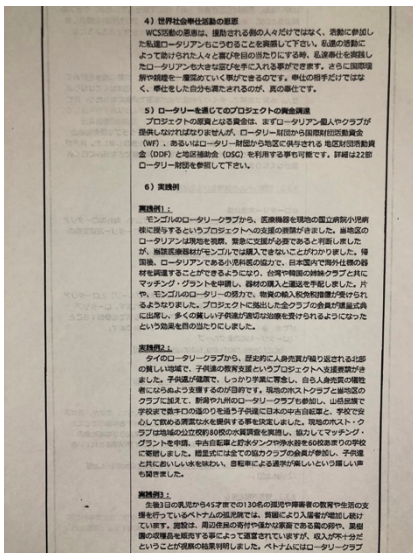 4）世界社会奉仕活動の恩恵
WCS活動の恩恵は、援助される側の人々だけではなく、活動に参加し
た私達ロータリアンもこうむることを実感して下さい。私達の活動に
よって助けられた人々と喜びを目の当たりにする時、私達奉仕を実践し
たロータリアンも大きな喜びを手に入れる事ができます。さらに国際理
解や親睦を一層深めていく事ができるのです。奉仕の相手だけではな
く、奉仕をした自分も満たされるのが、真の奉仕です。
5）ロータリーを通じてのプロジェクトの資金調達
プロジェクトの原資となる資金は、まずロータリアン個人やクラブが
提供しなければなりませんが、ロータリー財団から国際財団活動資金
（WF）、あるいはロータリー財団から地区に供される 地区財団活動資
金（DDF）と地区補助金（DSG）を利用する事も可能です。詳細は22部
ロータリー財団を参照して下さい。
6）実践例
実践例1：
モンゴルのロータリークラブから、医療機器を現地の国立病院小児病
棟に授与するというプロジェクトへの支援の要請がきました。当地区の
ロータリアンは現地を視察、緊急に支援が必要であると判断しました
が、当該医療器材がモンゴルでは購入できないことがわかりました。帰
国後、ロータリアンである小児科医の協力で、日本国内で海外仕様の器
材を調達することができるようになり、台湾や韓国の姉妹クラブと共に
マッチング・グラントを申請し、器材の購入と運送を手配しました。片
や、モンゴルのロータリーの努力で、物資の輸入税免税措置が受けられ
るようなりました。プロジェクトに拠出した全クラブの会員が贈呈式典
に出席し、多くの貧しい子供達が適切な治療を受けられるようになった
という効果を目の当たりにしました。
実践例2：
タイのロータリークラブから、歴史的に人身売買が繰り返される北部
の貧しい地域で、子供達の教育支援というプロジェクトへ支援要請がき
ました。子供達が健康で、しっかり学業に専念し、自ら人身売買の犠牲
者にならぬよう支援するのが目的です。現地のホストクラブと当地区の
クラブに加えて、新潟や九州のロータリークラブも参加し、山岳民族で
学校まで数キロの道のりを通う子供達に日本の中古自転車と、学校で安
心して飲める清潔な水を提供する事を決定しました。現地のホスト・ク
ラブは地域の公立校約80校の水質調査を実施し、協力してマッチング・
グラントを申請、中古自転車と貯水タンクや浄水器を60校あまりの学校
に寄贈しました。贈呈式には全ての協力クラブの会員が参加し、子供達
と共においしい水を味わい、自転車による通学が楽しいという嬉しい声
も聞きました。
実践例3：
生後3日の乳児から45才までの130名の孤児や障害者の教育や生活の支
援を行っているベトナムの孤児院では、貧困により入居者が増加し続け
ています。施設は、周辺住民の寄付や僅かな家畜である鶏の卵や、果樹
園の収穫品を販売する事によって運営されていますが、収入が不十分だ
ということが視察の結果判明しました。ベトナムにはロータリークラブ